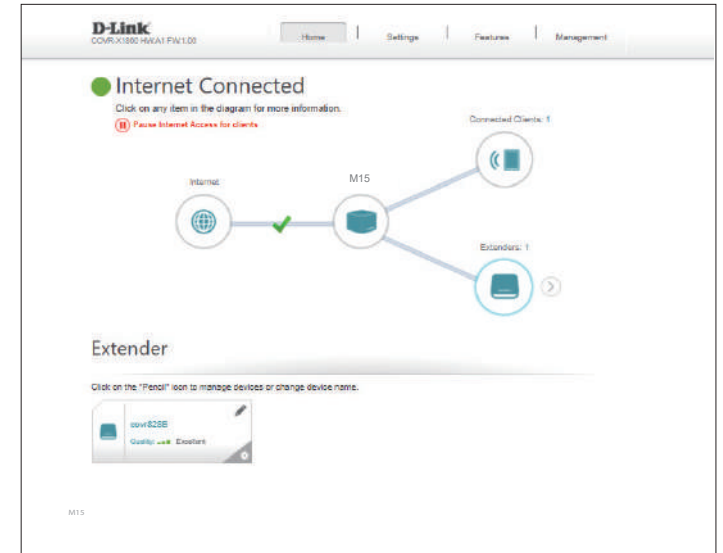 D-Link
COVR-X1860 HW:A1 FW:1.00
Home
Settings
Features
Management
Internet Connected
Click on any item in the diagram for more information.
Pause Internet Access for clients
Connected Clients: 1
Internet
M15
Extenders: 1
Extender
Click on the "Pencil" icon to manage devices or change device name.
covr828B
Quality: Excellent
M15